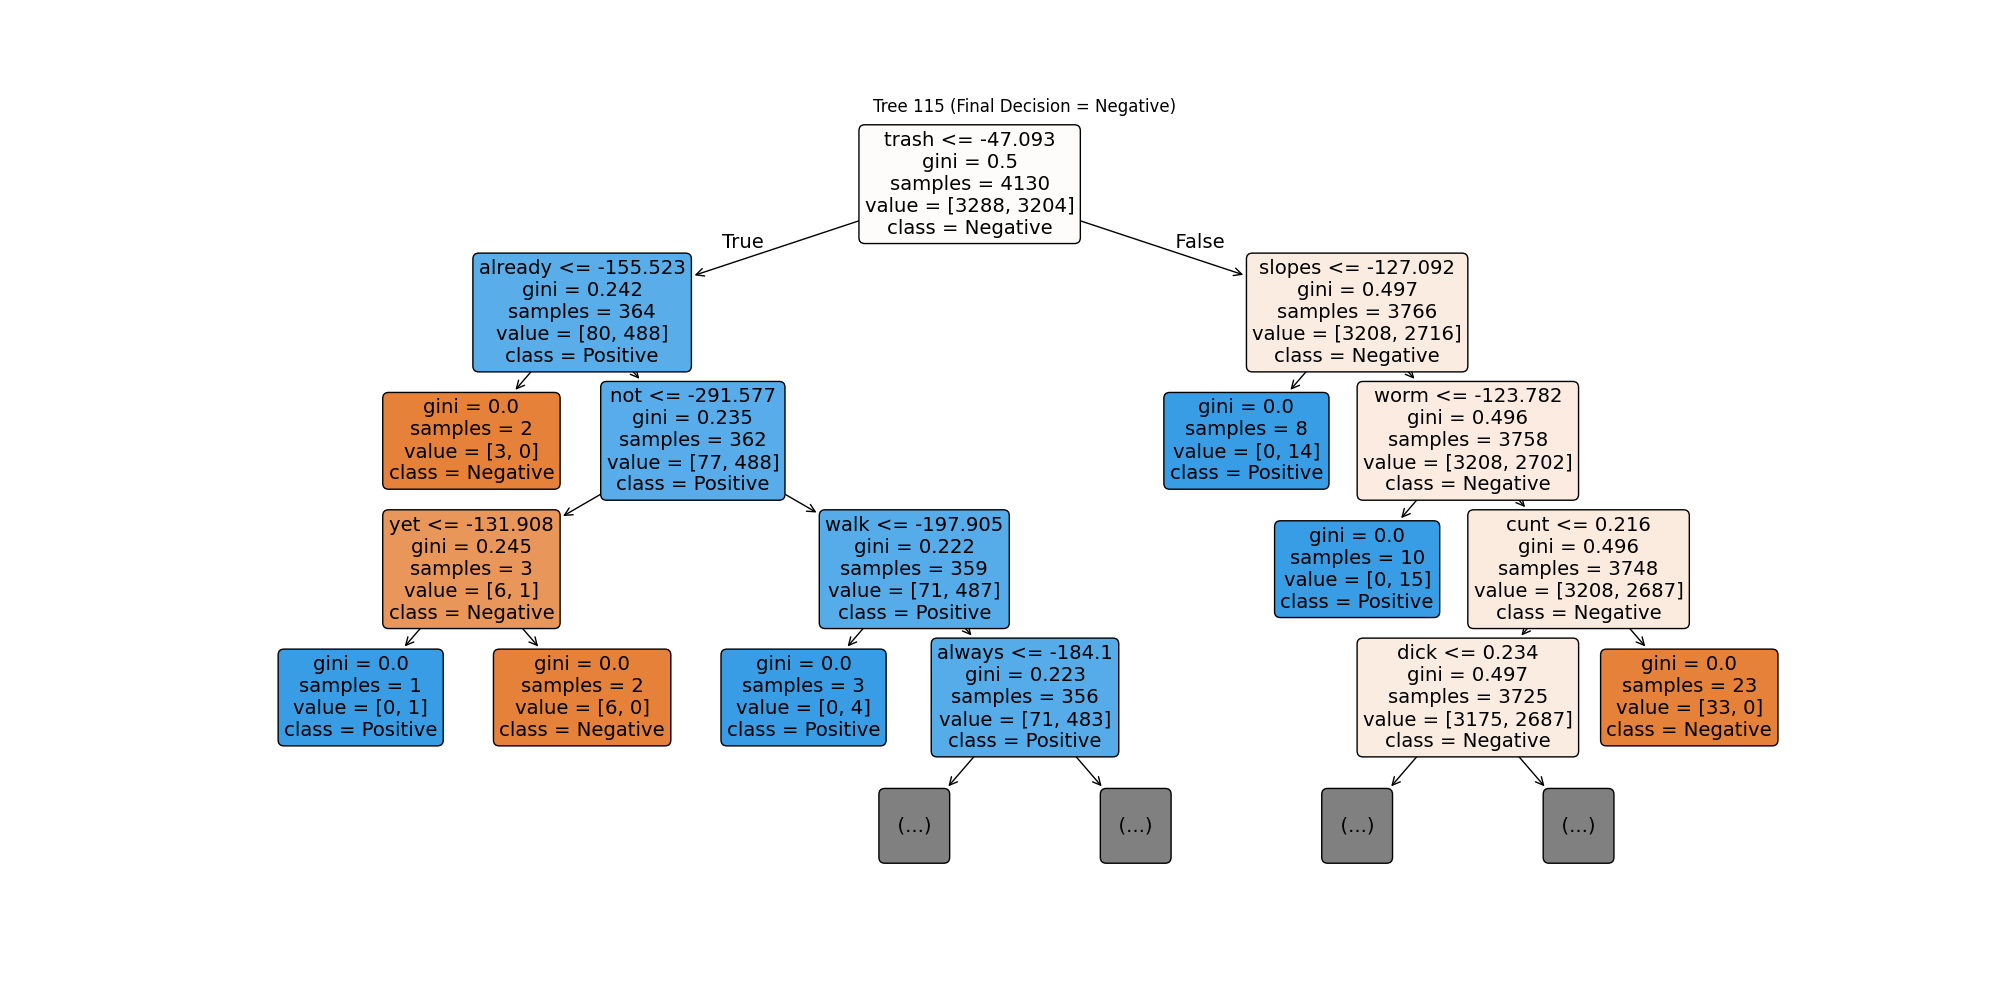 Tree 115 (Final Decision = Negative)
trash <= -47.093
gini = 0.5
samples = 4130
value = [3288, 3204]
class = Negative
True
False
already <= -155.523
gini = 0.242
samples = 364
value = [80, 488]
class = Positive
slopes <= -127.092
gini = 0.497
samples = 3766
value = [3208, 2716]
class = Negative
gini = 0.0
samples = 2
value = [3, 0]
class = Negative
not <= -291.577
gini = 0.235
samples = 362
value = [77, 488]
class = Positive
gini = 0.0
samples = 8
value = [0, 14]
class = Positive
worm <= -123.782
gini = 0.496
samples = 3758
value = [3208, 2702]
class = Negative
yet <= -131.908
gini = 0.245
samples = 3
value = [6, 1]
class = Negative
walk <= -197.905
gini = 0.222
samples = 359
value = [71, 487]
class = Positive
gini = 0.0
samples = 10
value = [0, 15]
class = Positive
cunt <= 0.216
gini = 0.496
samples = 3748
value = [3208, 2687]
class = Negative
gini = 0.0
samples = 1
value = [0, 1]
class = Positive
gini = 0.0
samples = 2
value = [6, 0]
class = Negative
gini = 0.0
samples = 3
value = [0, 4]
class = Positive
always <= -184.1
gini = 0.223
samples = 356
value = [71, 483]
class = Positive
dick <= 0.234
gini = 0.497
samples = 3725
value = [3175, 2687]
class = Negative
gini = 0.0
samples = 23
value = [33, 0]
class = Negative
(...)
(...)
(...)
(...)